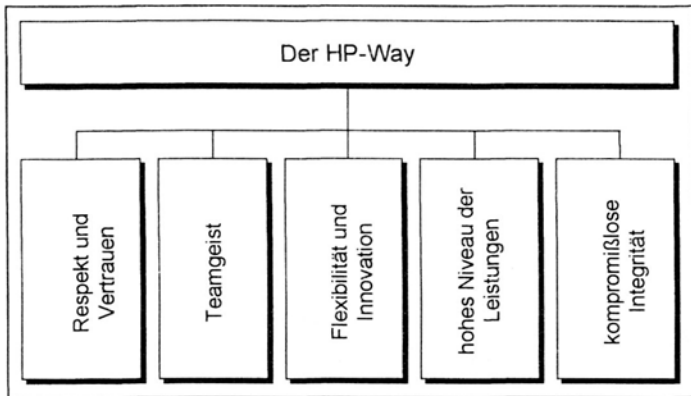 Der HP-Way
Respekt und
Vertrauen
Teamgeist
Flexibilität und
Innovation
hohes Niveau der
Leistungen
kompromißlose
Integrität